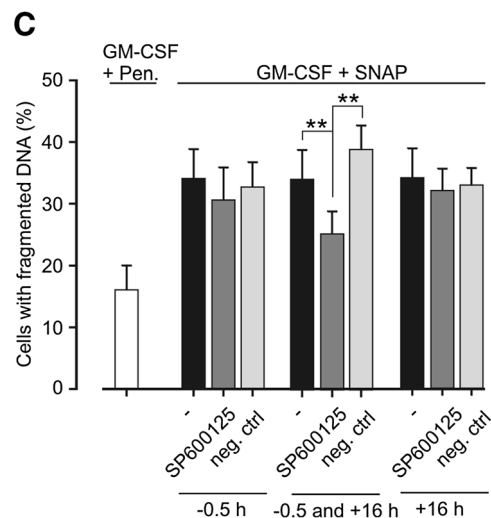 C
GM-CSF
+ Pen.
GM-CSF + SNAP
Cells with fragmented DNA (%)
50
40
30
20
10
0
**
**
-
SP600125
neg. ctrl
-
SP600125
neg. ctrl
-
SP600125
neg. ctrl
-0.5 h
-0.5 and +16 h
+16 h